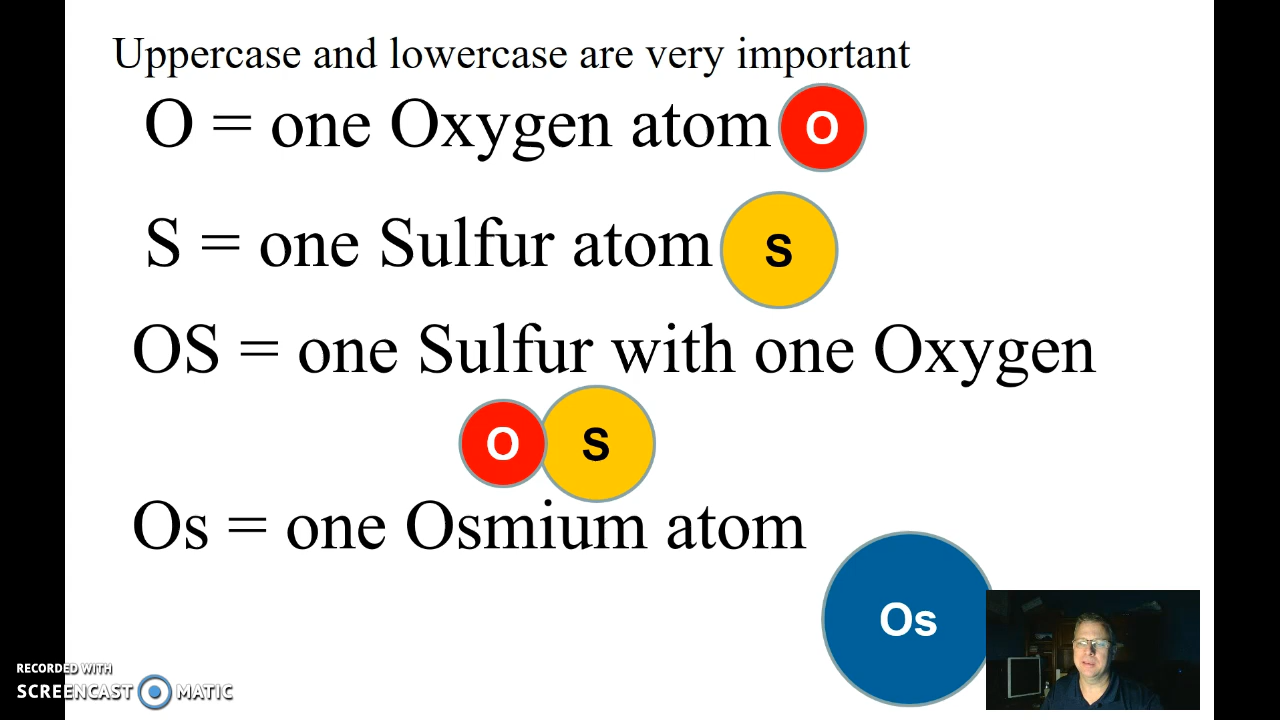 Uppercase and lowercase are very important
O = one Oxygen atom O
S = one Sulfur atom S
OS = one Sulfur with one Oxygen
O S
Os = one Osmium atom
Os
RECORDED WITH
SCREENCAST MATIC